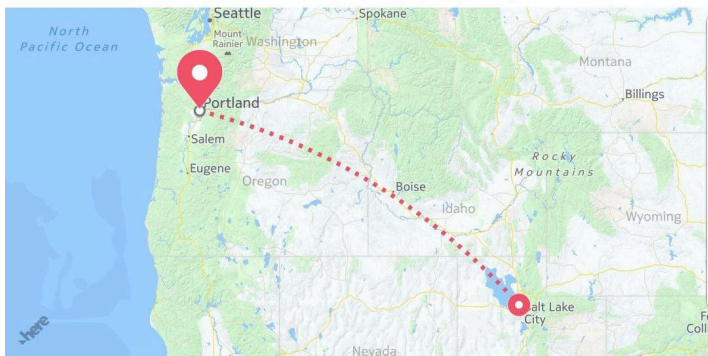 Seattle
Spokane
North
Pacific Ocean
Mount
Rainier
Washington
Montana
Portland
Billings
Salem
Eugene
Rocky
Mountains
Oregon
Boise
Idaho
Wyoming
alt Lake
City
Nevada
here